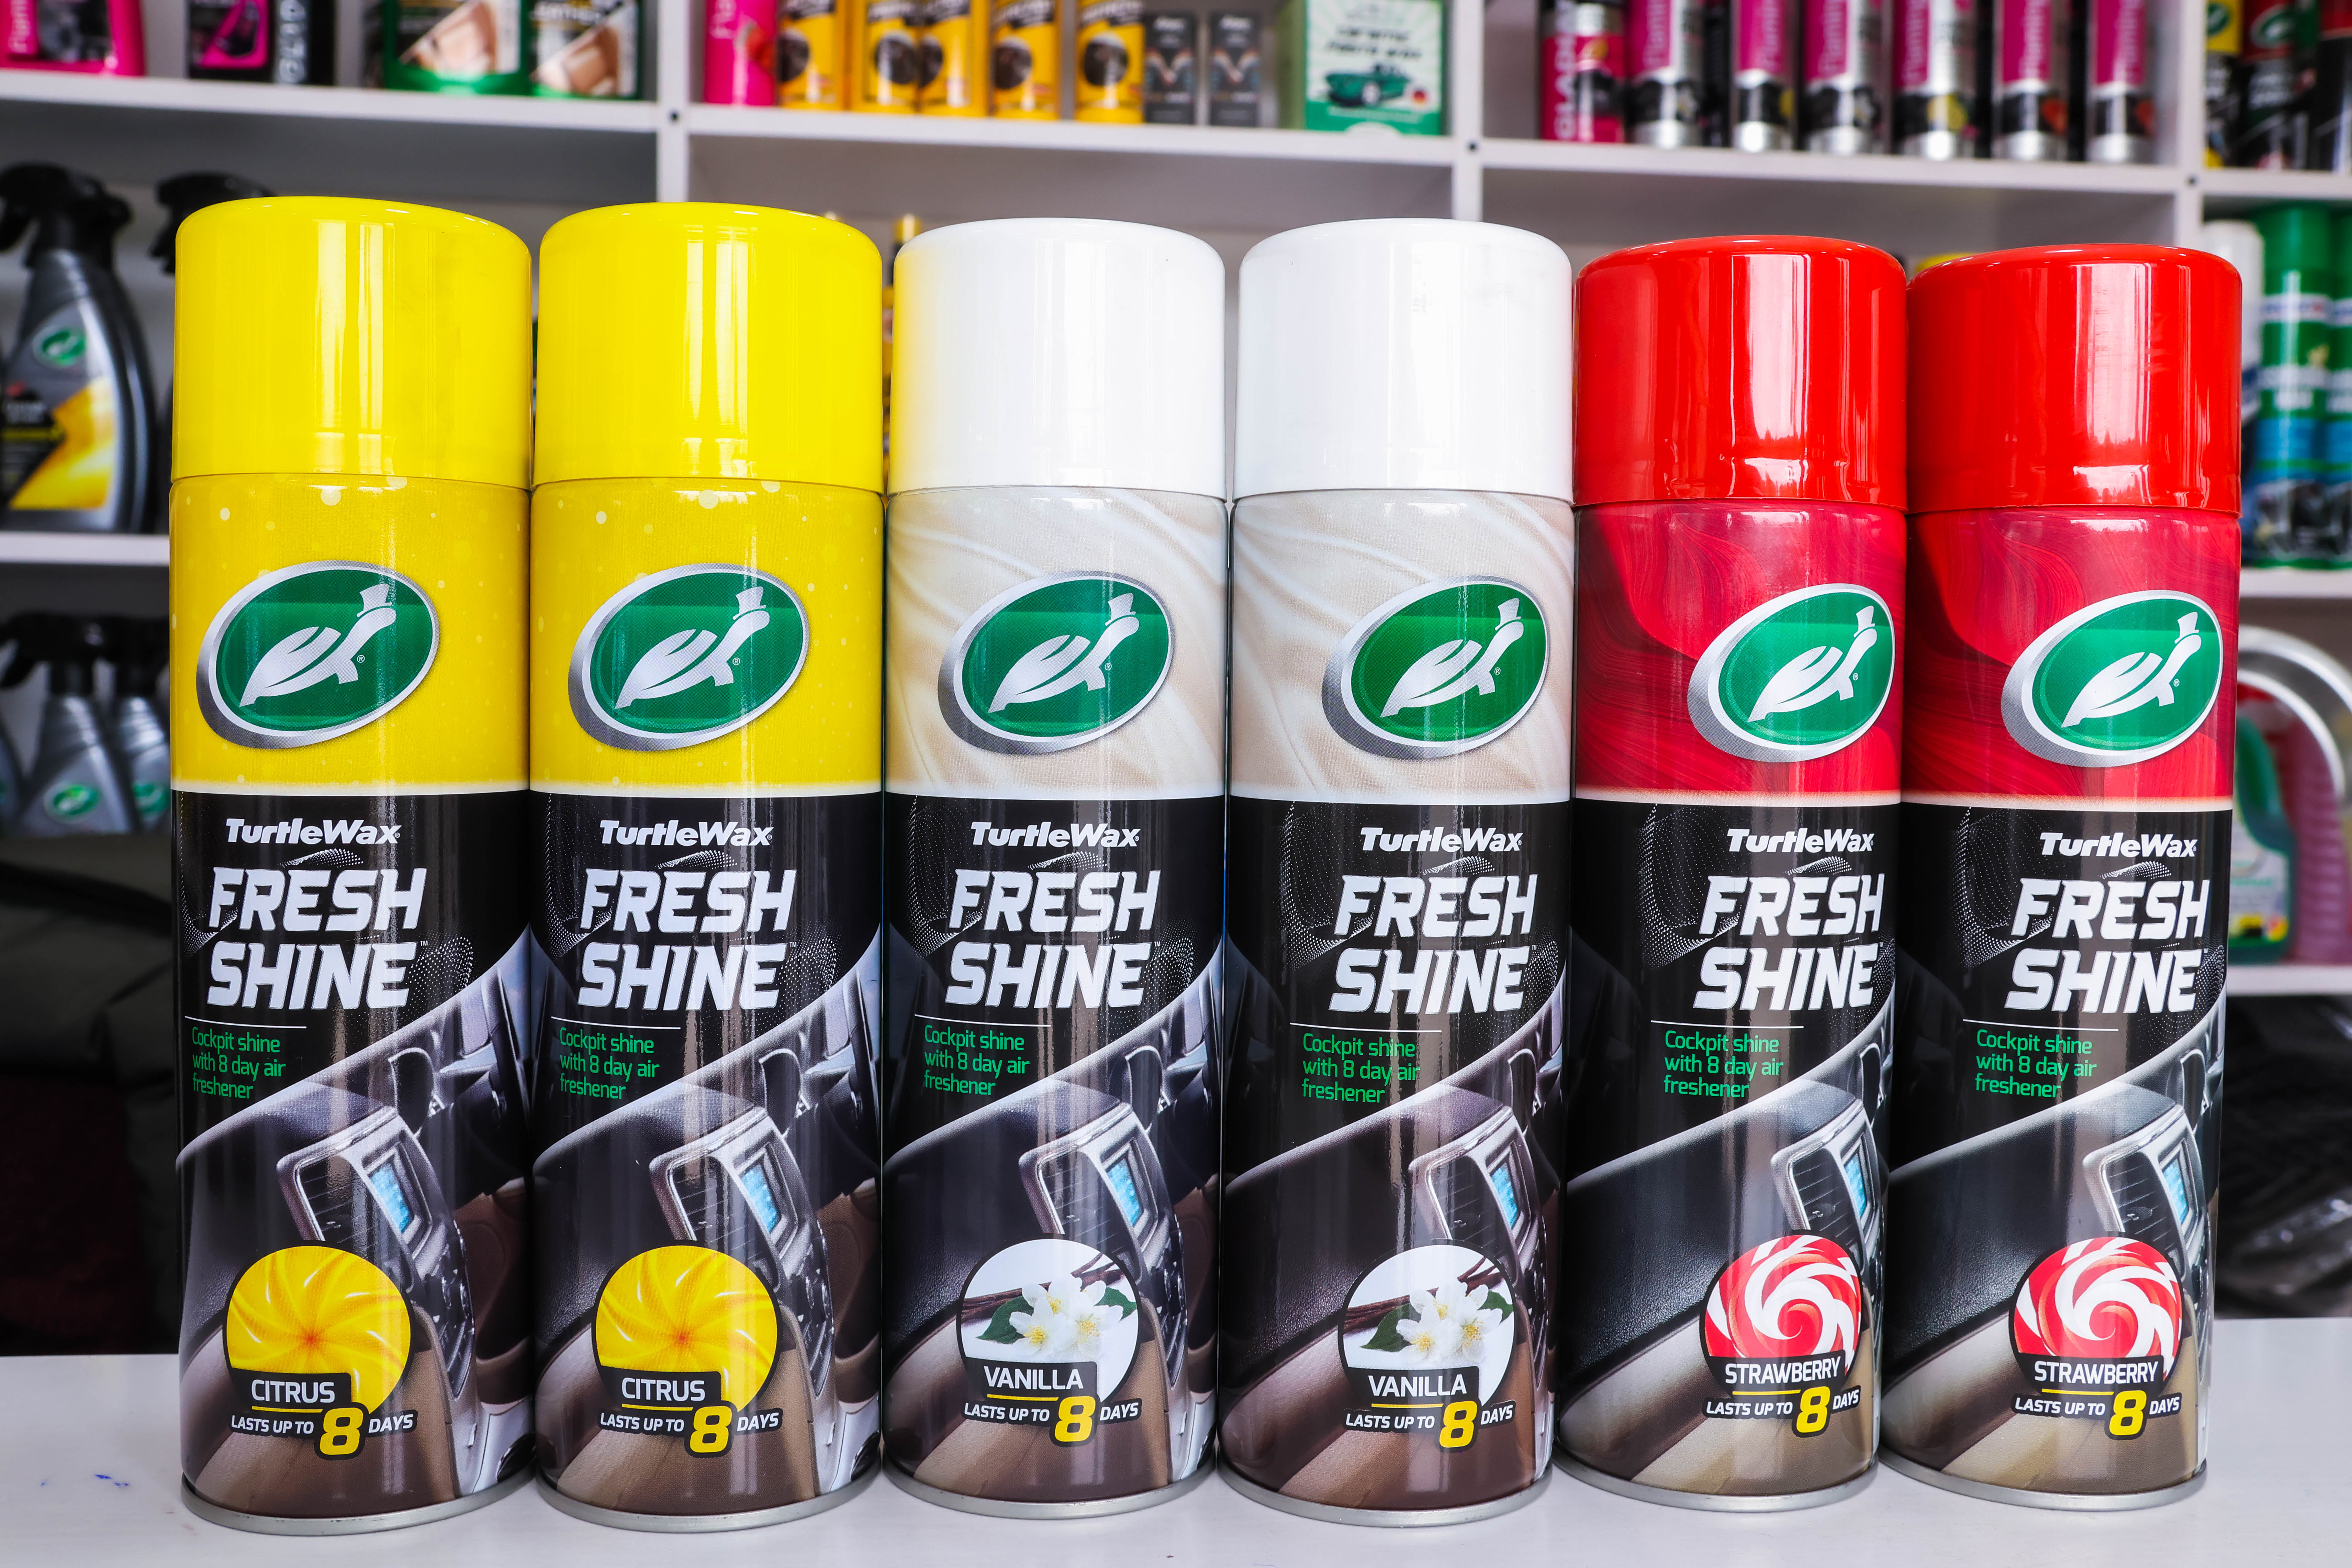 TurtleWax
FRESH
SHINE™
Cockpit shine
with 8 day air
freshener
CITRUS
LASTS UP TO 8 DAYS
TurtleWax
FRESH
SHINE™
Cockpit shine
with 8 day air
freshener
CITRUS
LASTS UP TO 8 DAYS
TurtleWax
FRESH
SHINE™
Cockpit shine
with 8 day air
freshener
VANILLA
LASTS UP TO 8 DAYS
TurtleWax
FRESH
SHINE
Cockpit shine
with 8 day air
freshener
VANILLA
LASTS UP TO 8 DAYS
TurtleWax
FRESH
SHINE
Cockpit shine
with 8 day air
freshener
STRAWBERRY
LASTS UP TO 8 DAYS
TurtleWax
FRESH
SHINE
Cockpit shine
with 8 day air
freshener
STRAWBERRY
LASTS UP TO 8 DAYS